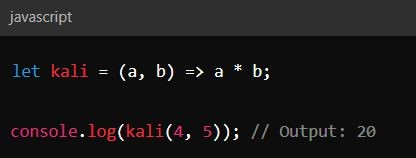 javascript
let kali = (a, b) => a * b;
console.log(kali(4, 5)); // Output: 20